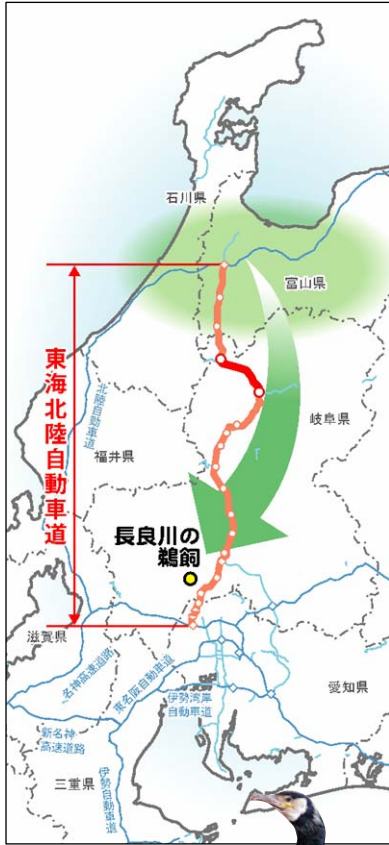 石川県
富山県
東海北陸自動車道
北陸自動車道
岐阜県
福井県
長良川の
鵜飼
滋賀県
名神高速道路
東名阪自動車道
伊勢湾岸
自動車道
愛知県
新名神
高速道路
三重県
伊勢自動車道